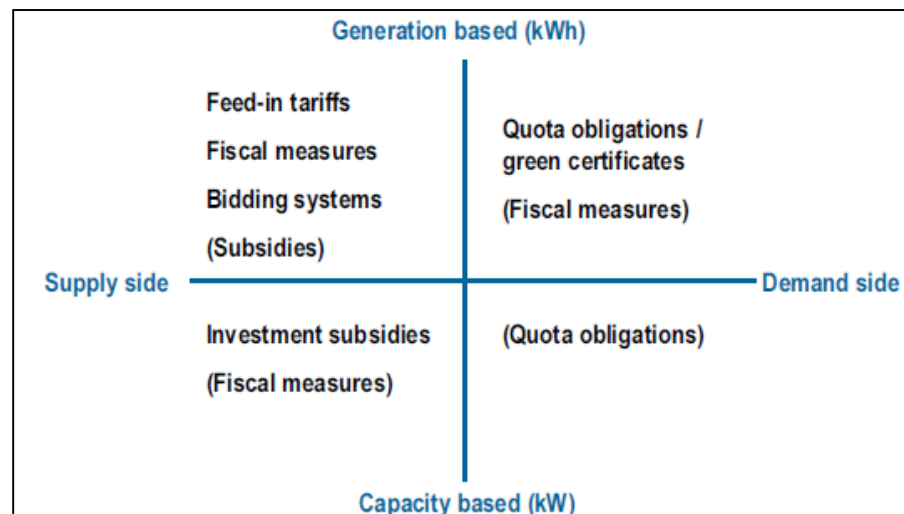 Generation based (kWh)
Feed-in tariffs
Fiscal measures
Bidding systems
(Subsidies)
Quota obligations /
green certificates
(Fiscal measures)
Supply side
Demand side
Investment subsidies
(Fiscal measures)
(Quota obligations)
Capacity based (kW)